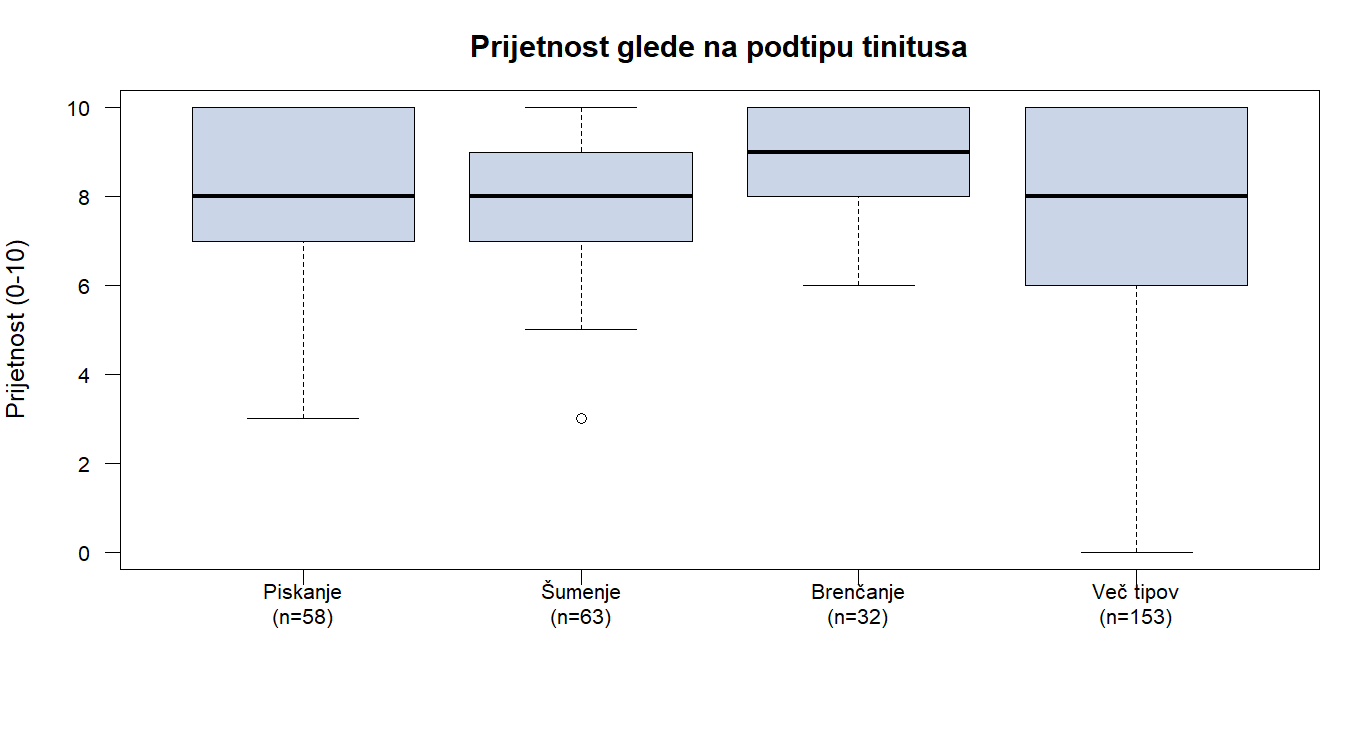 Prijetnost glede na podtipu tinitusa
Prijetnost (0-10)
10
8
6
4
2
0
Piskanje
(n=58)
Šumenje
(n=63)
Brenčanje
(n=32)
Več tipov
(n=153)